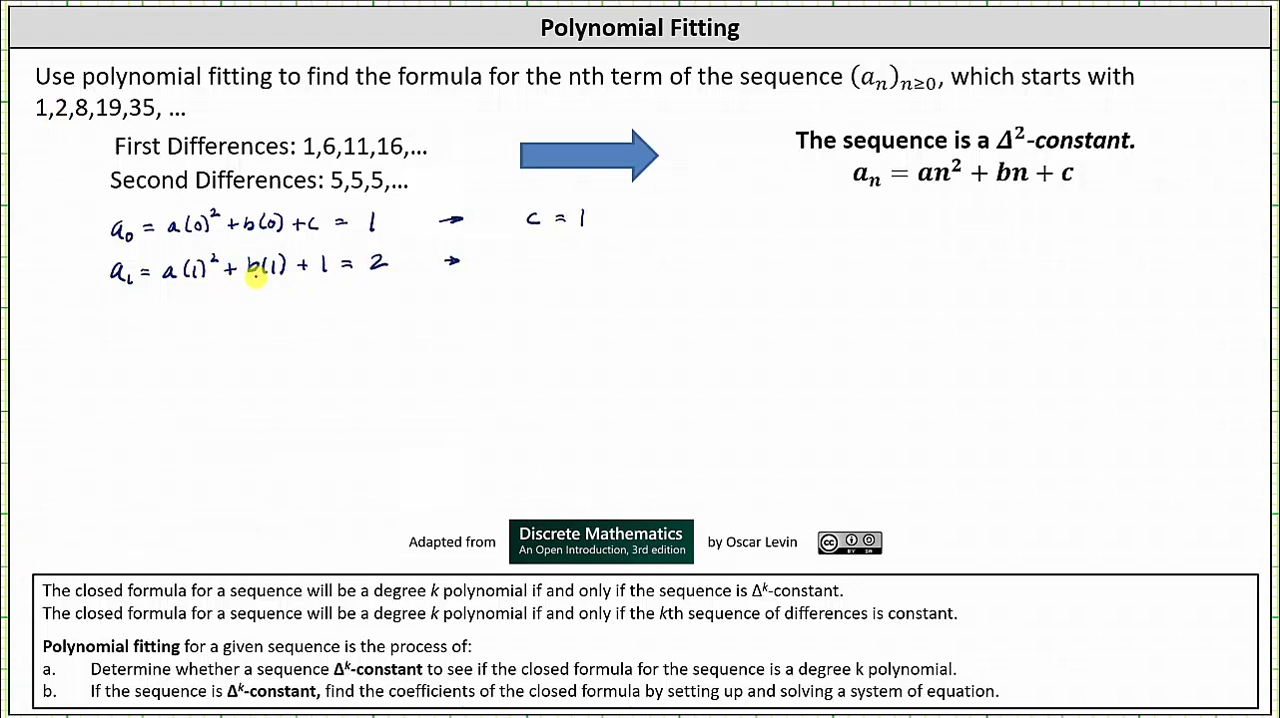 Polynomial Fitting
Use polynomial fitting to find the formula for the nth term of the sequence (aₙ)ₙ≥₀, which starts with
1,2,8,19,35, ...
First Differences: 1,6,11,16,...
Second Differences: 5,5,5,...
The sequence is a Δ²-constant.
aₙ = an² + bn + c
a₀ = a(0)² + b(0) + c = 1 → c = 1
a₁ = a(1)² + b(1) + 1 = 2 →
Adapted from
Discrete Mathematics
An Open Introduction, 3rd edition
by Oscar Levin
cc BY SA
The closed formula for a sequence will be a degree k polynomial if and only if the sequence is Δᵏ-constant.
The closed formula for a sequence will be a degree k polynomial if and only if the kth sequence of differences is constant.
Polynomial fitting for a given sequence is the process of:
a. Determine whether a sequence Δᵏ-constant to see if the closed formula for the sequence is a degree k polynomial.
b. If the sequence is Δᵏ-constant, find the coefficients of the closed formula by setting up and solving a system of equation.